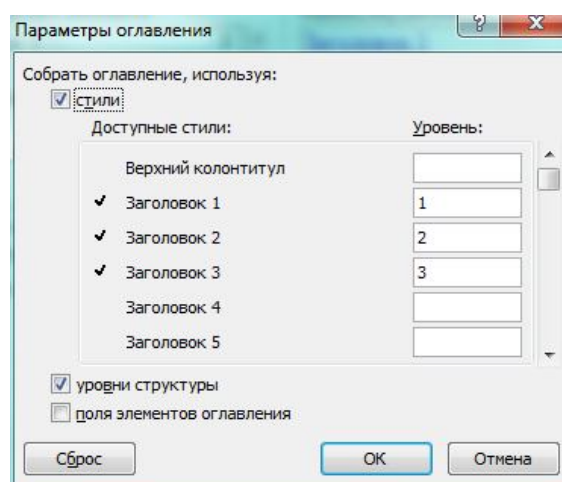 Параметры оглавления
Собрать оглавление, используя:
стили
Доступные стили: Уровень:
Верхний колонтитул
Заголовок 1 1
Заголовок 2 2
Заголовок 3 3
Заголовок 4
Заголовок 5
уровни структуры
поля элементов оглавления
Сброс ОК Отмена